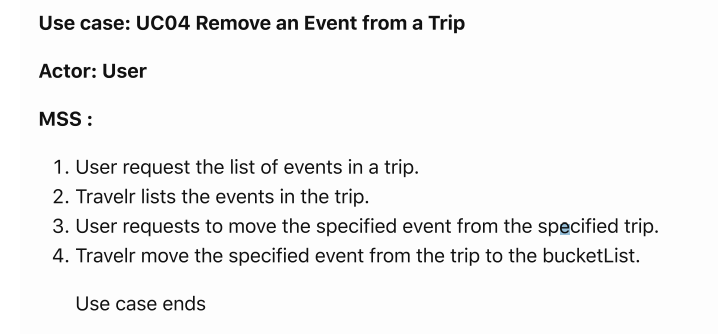 Use case: UC04 Remove an Event from a Trip
Actor: User
MSS :
1. User request the list of events in a trip.
2. Travelr lists the events in the trip.
3. User requests to move the specified event from the specified trip.
4. Travelr move the specified event from the trip to the bucketList.
Use case ends